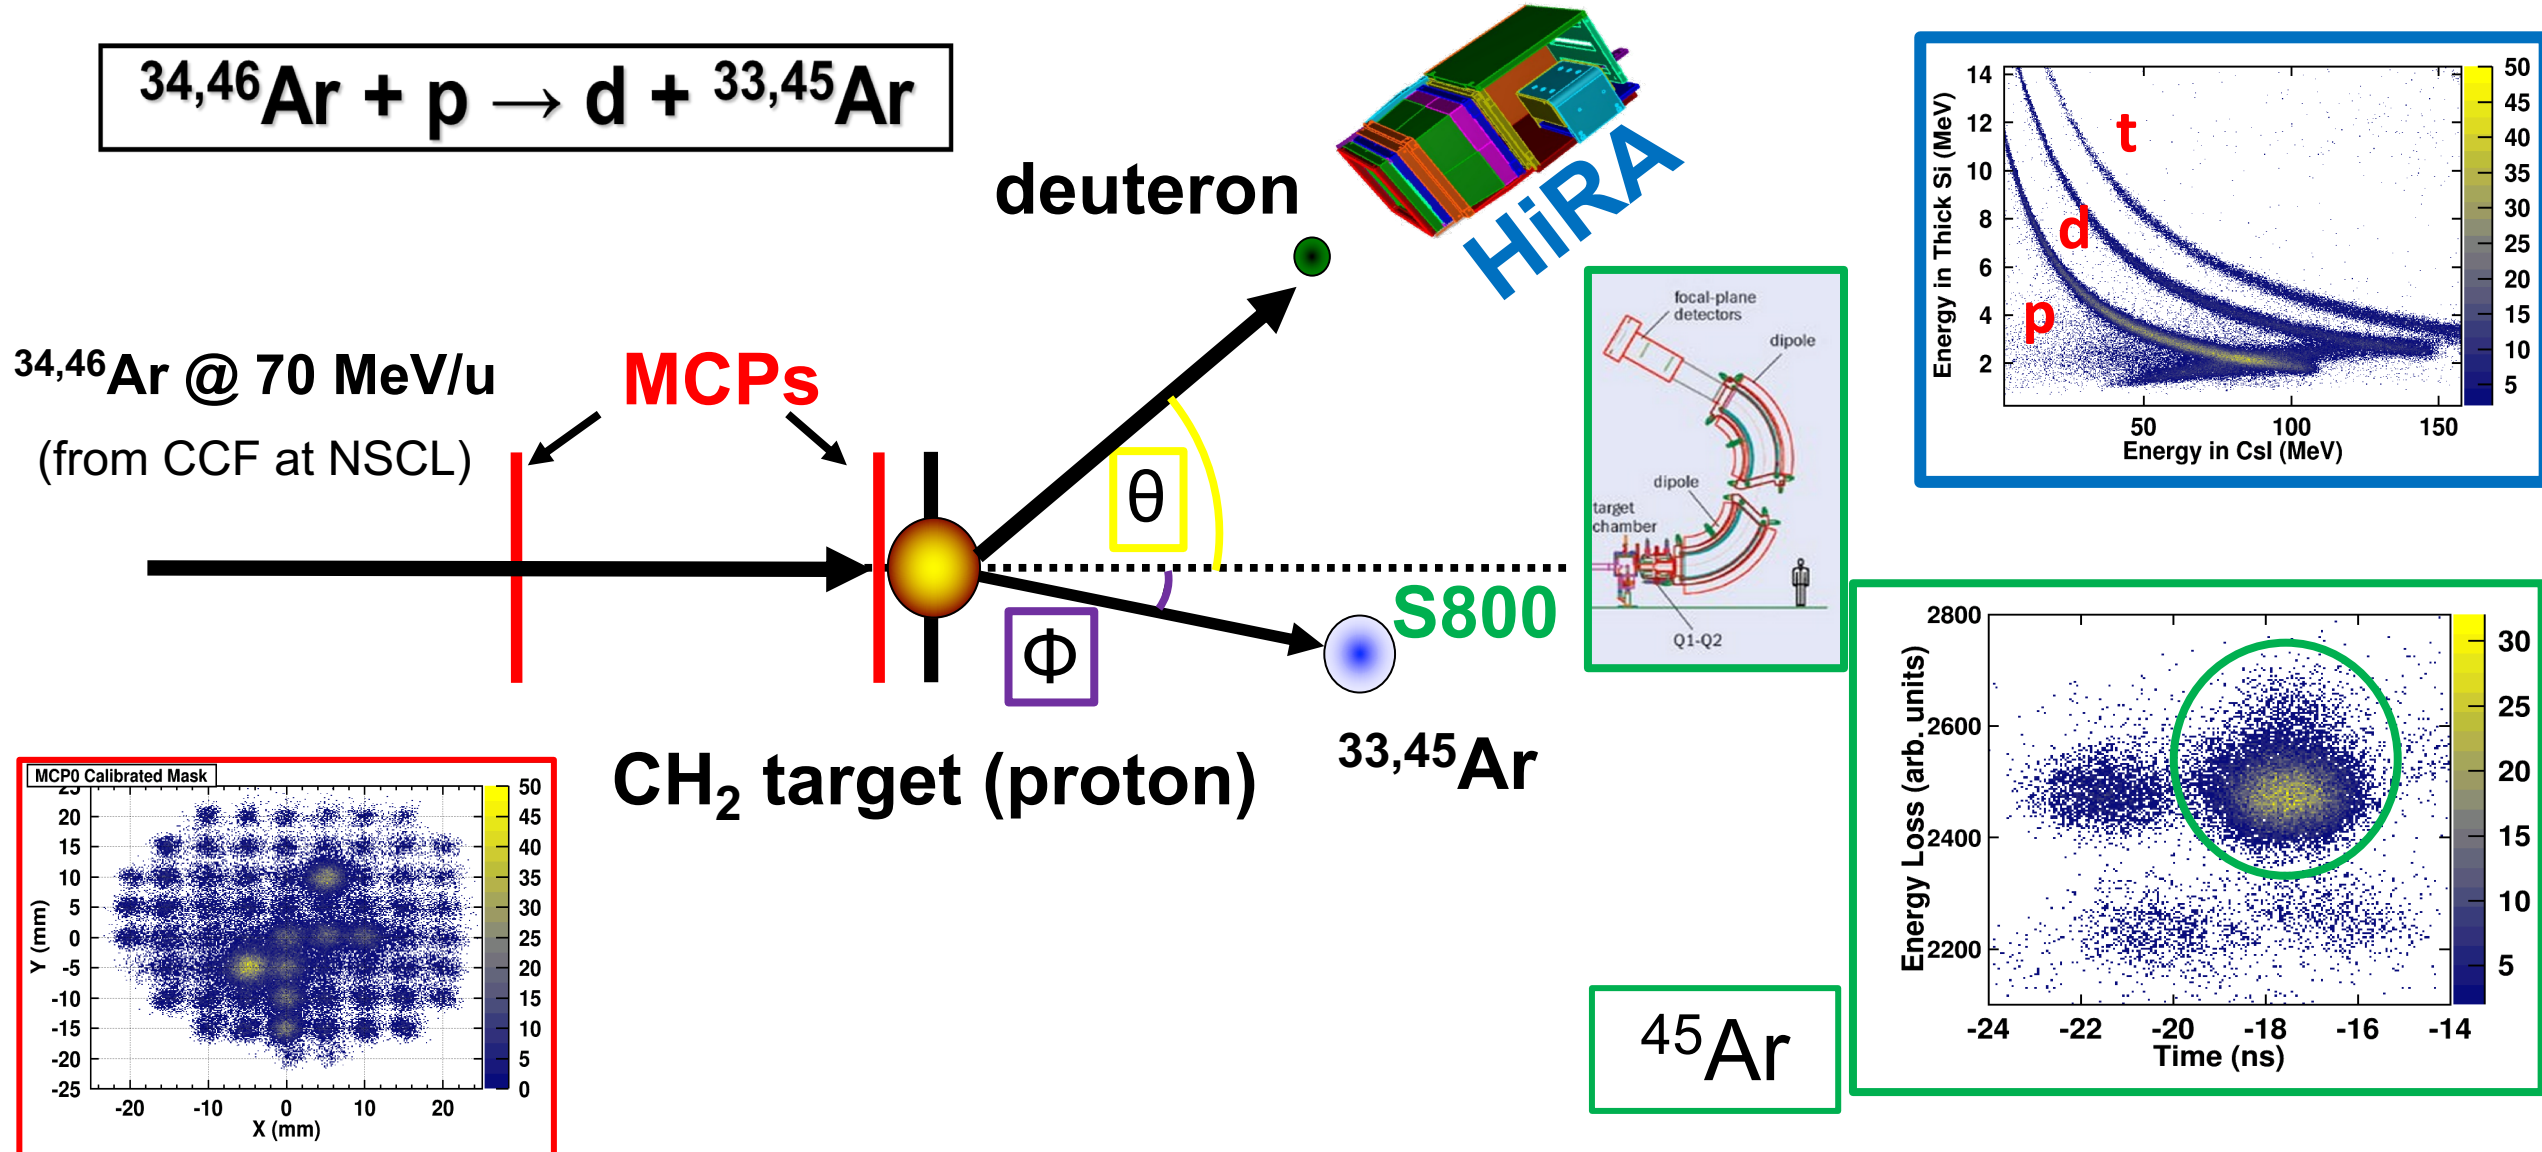 ³⁴,⁴⁶Ar + p → d + ³³,⁴⁵Ar
deuteron
HiRA
³⁴,⁴⁶Ar @ 70 MeV/u
(from CCF at NSCL)
MCPs
θ
Φ
S800
CH₂ target (proton)
³³,⁴⁵Ar
focal-plane
detectors
dipole
dipole
target
chamber
Q1-Q2
Energy in Thick Si (MeV)
14
12
10
8
6
4
2
t
d
p
50
100
150
Energy in CsI (MeV)
50
45
40
35
30
25
20
15
10
5
MCP0 Calibrated Mask
Y (mm)
25
20
15
10
5
0
-5
-10
-15
-20
-25
-20
-10
0
10
20
X (mm)
50
45
40
35
30
25
20
15
10
5
0
⁴⁵Ar
Energy Loss (arb. units)
2800
2600
2400
2200
-24
-22
-20
-18
-16
-14
Time (ns)
30
25
20
15
10
5